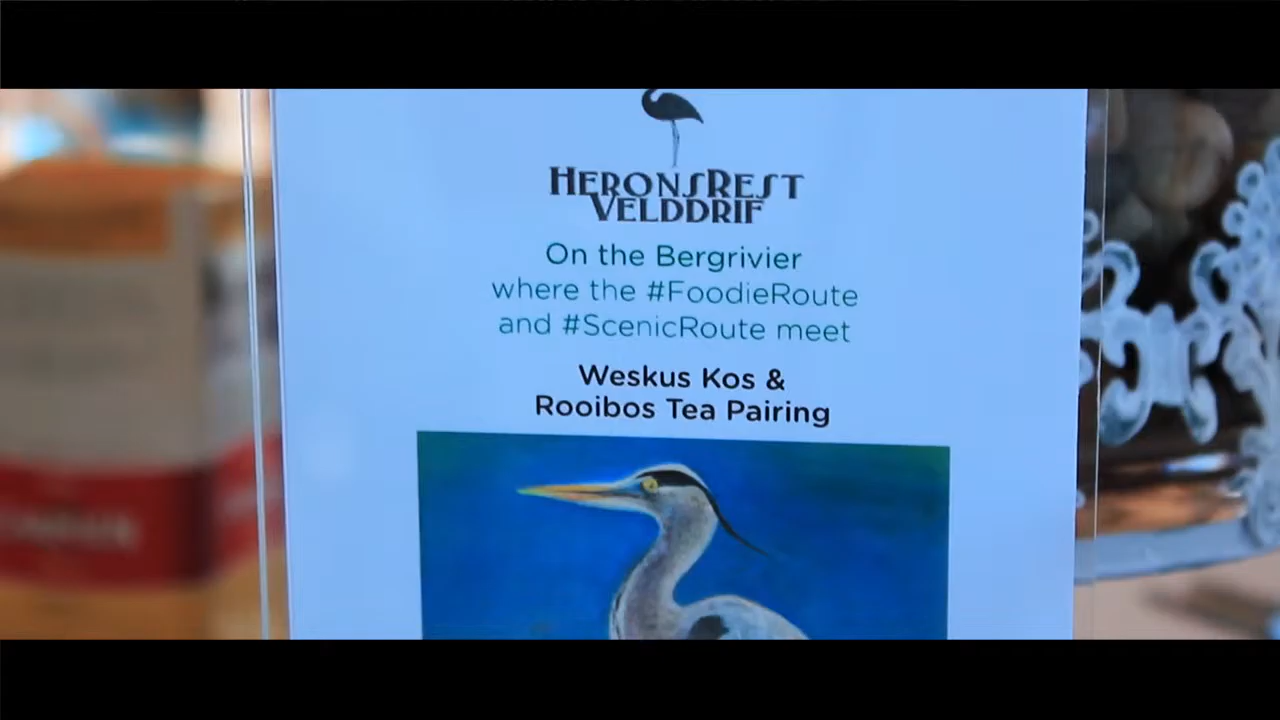 HERONSREST
VELDDRIF
On the Bergrivier
where the #FoodieRoute
and #ScenicRoute meet
Weskus Kos &
Rooibos Tea Pairing